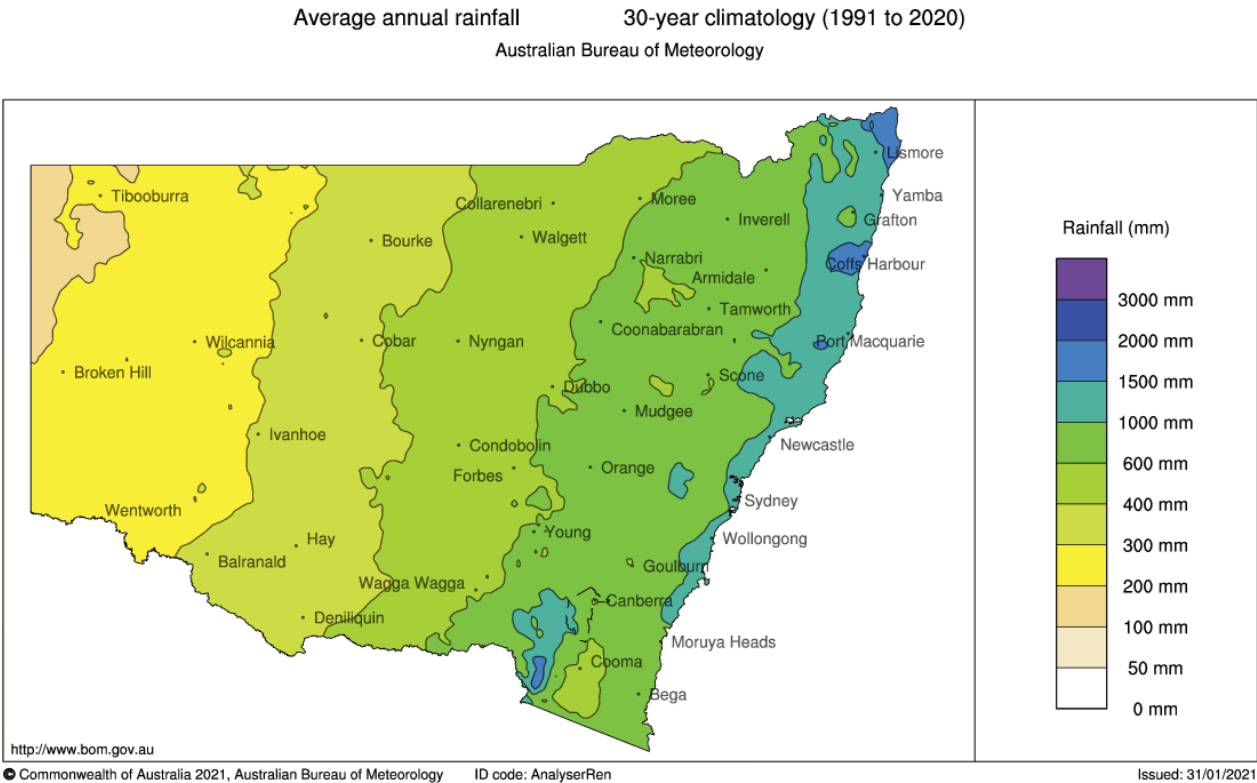 Average annual rainfall 30-year climatology (1991 to 2020)
Australian Bureau of Meteorology
Lismore
Tibooburra
Yamba
Moree
Collarenebri
Grafton
Inverell
Bourke
Walgett
Narrabri
Coffs Harbour
Armidale
Tamworth
Coonabarabran
Wilcannia
Cobar
Nyngan
Port Macquarie
Broken Hill
Scone
Dubbo
Mudgee
Ivanhoe
Newcastle
Condobolin
Orange
Forbes
Sydney
Wentworth
Young
Hay
Wollongong
Balranald
Goulburn
Wagga Wagga
Canberra
Deniliquin
Moruya Heads
Cooma
Bega
Rainfall (mm)
3000 mm
2000 mm
1500 mm
1000 mm
600 mm
400 mm
300 mm
200 mm
100 mm
50 mm
0 mm
http://www.bom.gov.au
© Commonwealth of Australia 2021, Australian Bureau of Meteorology ID code: AnalyserRen Issued: 31/01/2021